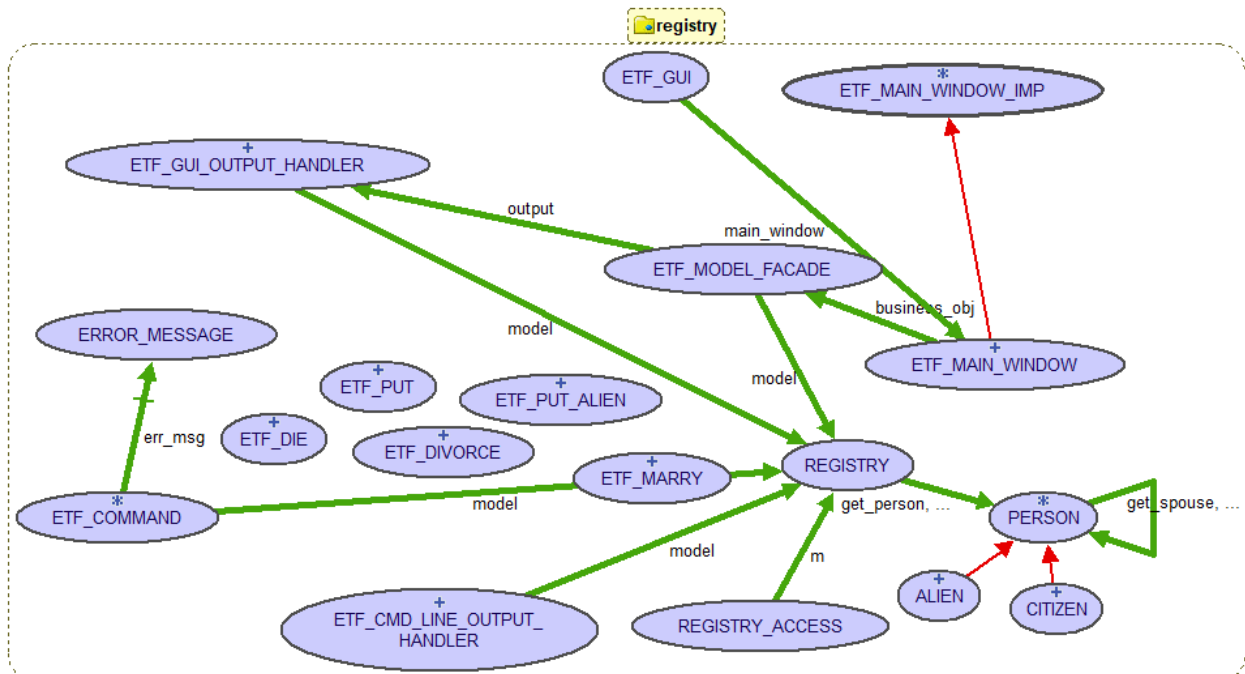 registry
ETF_GUI
*
ETF_MAIN_WINDOW_IMP
+
ETF_GUI_OUTPUT_HANDLER
output
main_window
ETF_MODEL_FACADE
business_obj
ERROR_MESSAGE
model
+
ETF_MAIN_WINDOW
model
+
ETF_PUT
+
ETF_PUT_ALIEN
+
ETF_DIE
err_msg
+
ETF_DIVORCE
REGISTRY
+
ETF_MARRY
*
ETF_COMMAND
model
get_person, ...
*
PERSON
get_spouse, ...
model
m
+
ALIEN
+
CITIZEN
+
ETF_CMD_LINE_OUTPUT_
HANDLER
REGISTRY_ACCESS